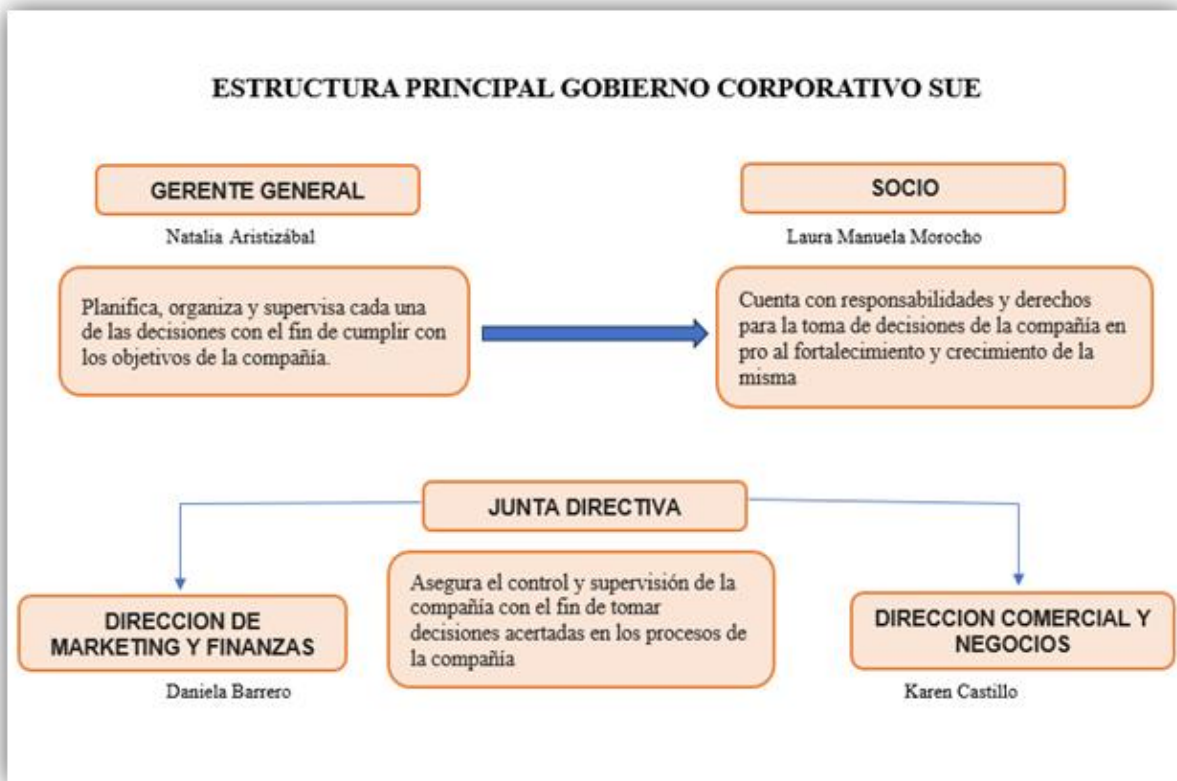 ESTRUCTURA PRINCIPAL GOBIERNO CORPORATIVO SUE
GERENTE GENERAL
Natalia Aristizábal
Planifica, organiza y supervisa cada una
de las decisiones con el fin de cumplir con
los objetivos de la compañía.
SOCIO
Laura Manuela Morocho
Cuenta con responsabilidades y derechos
para la toma de decisiones de la compañía en
pro al fortalecimiento y crecimiento de la
misma
JUNTA DIRECTIVA
Asegura el control y supervisión de la
compañía con el fin de tomar
decisiones acertadas en los procesos de
la compañía
DIRECCION DE
MARKETING Y FINANZAS
Daniela Barrero
DIRECCION COMERCIAL Y
NEGOCIOS
Karen Castillo